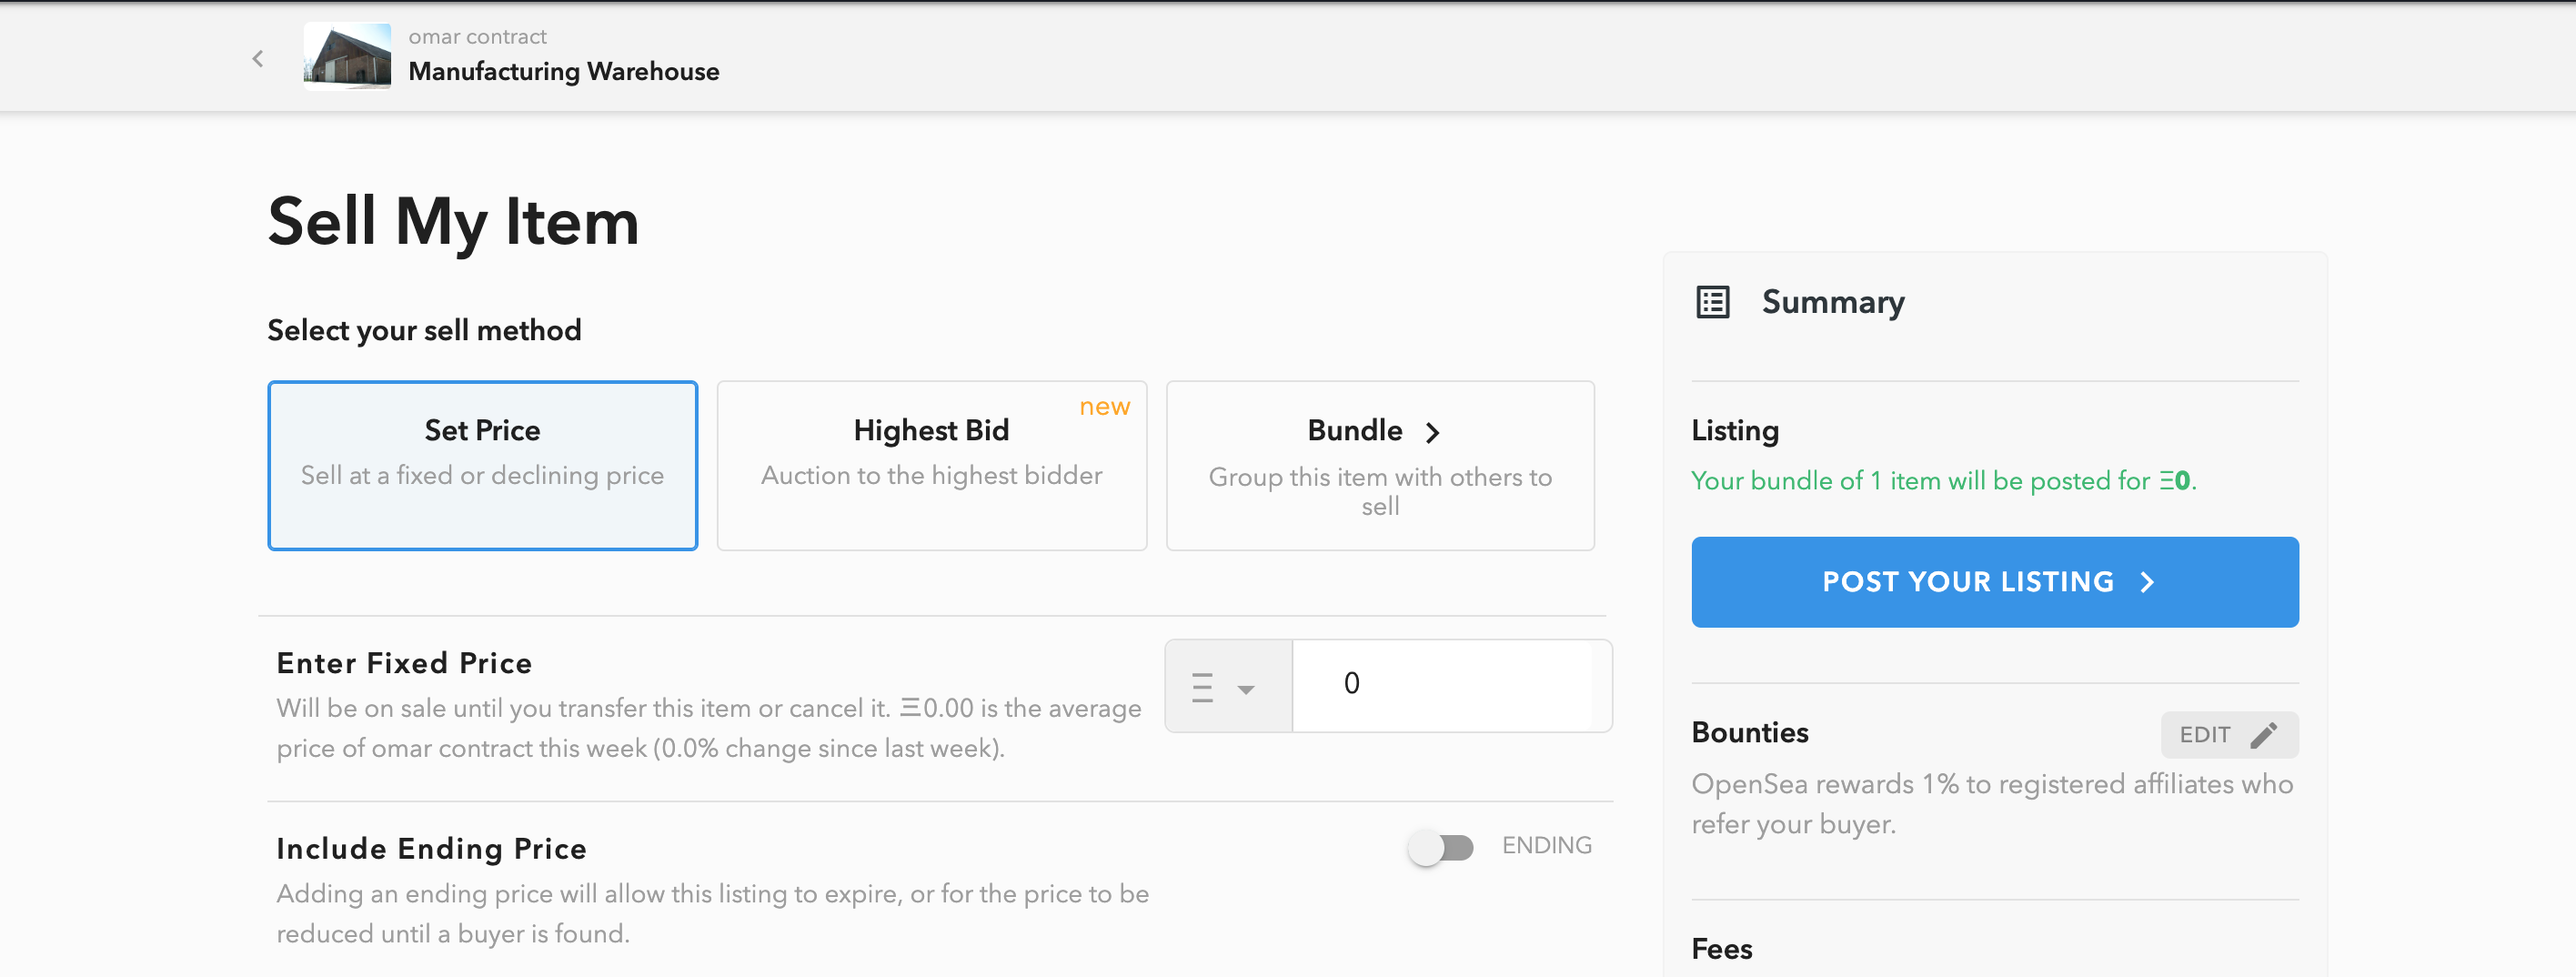 omar contract
Manufacturing Warehouse
Sell My Item
Select your sell method
Set Price
Sell at a fixed or declining price
new
Highest Bid
Auction to the highest bidder
Bundle
Group this item with others to
sell
Enter Fixed Price
Will be on sale until you transfer this item or cancel it. Ξ0.00 is the average
price of omar contract this week (0.0% change since last week).
Ξ
0
Include Ending Price
Adding an ending price will allow this listing to expire, or for the price to be
reduced until a buyer is found.
ENDING
Summary
Listing
Your bundle of 1 item will be posted for Ξ0.
POST YOUR LISTING
Bounties
EDIT
OpenSea rewards 1% to registered affiliates who
refer your buyer.
Fees